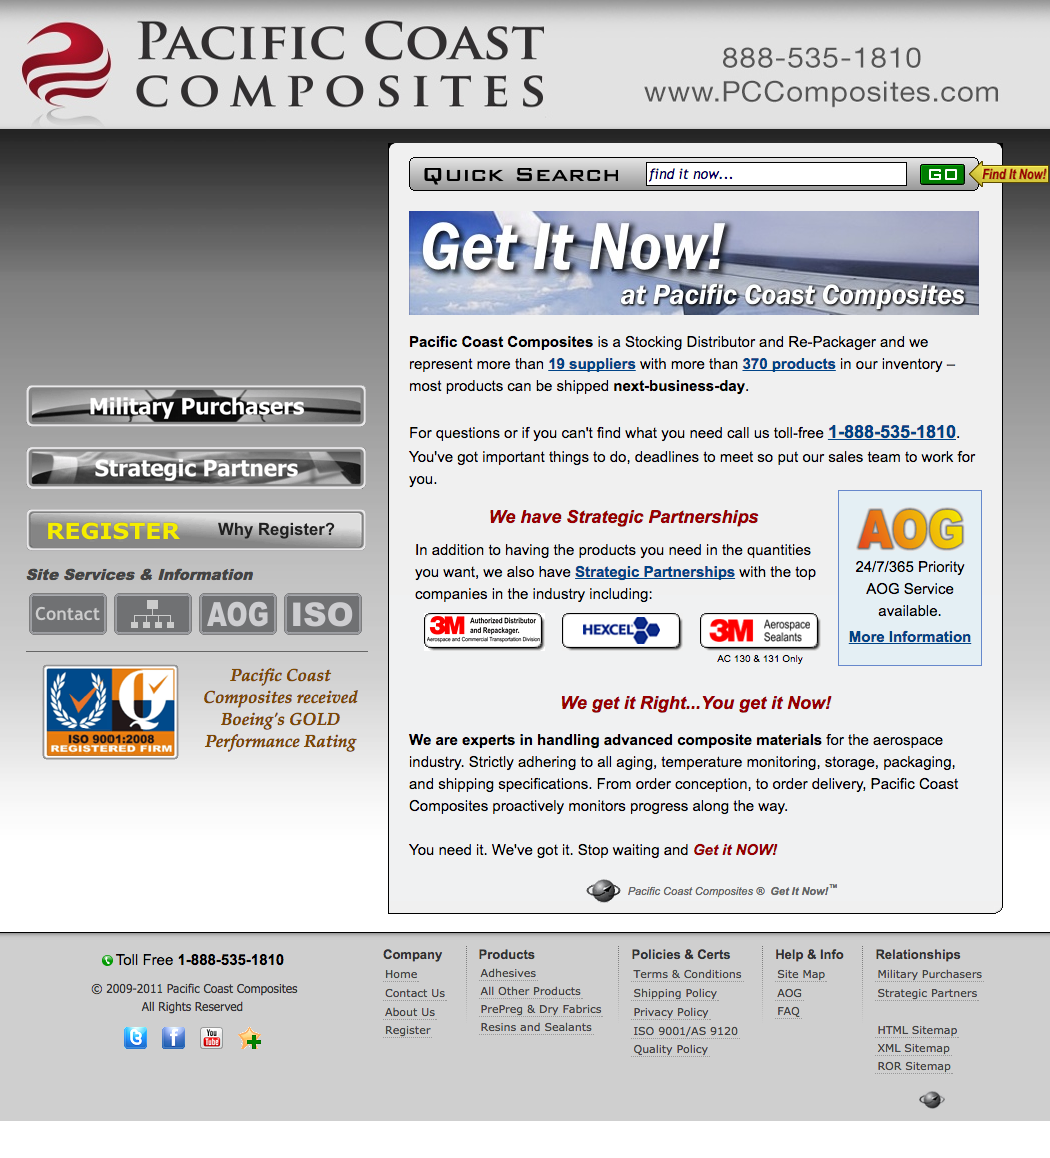 PACIFIC COAST
COMPOSITES
888-535-1810
www.PCComposites.com
QUICK SEARCH
find it now...
GO
Find It Now!
Get It Now!
at Pacific Coast Composites
Pacific Coast Composites is a Stocking Distributor and Re-Packager and we
represent more than 19 suppliers with more than 370 products in our inventory –
most products can be shipped next-business-day.
For questions or if you can't find what you need call us toll-free 1-888-535-1810.
You've got important things to do, deadlines to meet so put our sales team to work for
you.
Military Purchasers
Strategic Partners
REGISTER
Why Register?
Site Services & Information
Contact
AOG
ISO
ISO 9001:2008
REGISTERED FIRM
Pacific Coast
Composites received
Boeing's GOLD
Performance Rating
We have Strategic Partnerships
In addition to having the products you need in the quantities
you want, we also have Strategic Partnerships with the top
companies in the industry including:
3M Authorized Distributor
and Repackager.
Aerospace and Commercial Transportation Division
HEXCEL
3M Aerospace
Sealants
AC 130 & 131 Only
AOG
24/7/365 Priority
AOG Service
available.
More Information
We get it Right...You get it Now!
We are experts in handling advanced composite materials for the aerospace
industry. Strictly adhering to all aging, temperature monitoring, storage, packaging,
and shipping specifications. From order conception, to order delivery, Pacific Coast
Composites proactively monitors progress along the way.
You need it. We've got it. Stop waiting and Get it NOW!
Pacific Coast Composites ® Get It Now!™
Toll Free 1-888-535-1810
© 2009-2011 Pacific Coast Composites
All Rights Reserved
You
Tube
Company
Home
Contact Us
About Us
Register
Products
Adhesives
All Other Products
PrePreg & Dry Fabrics
Resins and Sealants
Policies & Certs
Terms & Conditions
Shipping Policy
Privacy Policy
ISO 9001/AS 9120
Quality Policy
Help & Info
Site Map
AOG
FAQ
Relationships
Military Purchasers
Strategic Partners
HTML Sitemap
XML Sitemap
ROR Sitemap